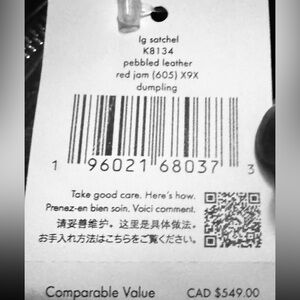 lg satchel
K8134
pebbled leather
red jam (605) X9X
dumpling
1 96021 68037 3
Take good care. Here's how.
Prenez-en bien soin. Voici comment.
请妥善维护。这里是具体做法。
お手入れ方法はこちらをご覧ください。
Comparable Value CAD $549.00